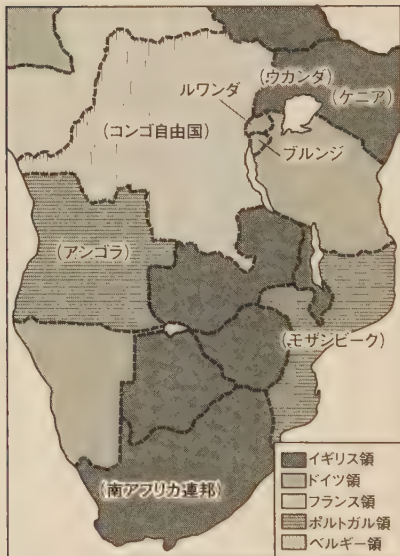 (ウガンダ)
ルワンダ
(ケニア)
(コンゴ自由国)
ブルンジ
(アンゴラ)
(モザンビーク)
(南アフリカ連邦)
イギリス領
ドイツ領
フランス領
ポルトガル領
ベルギー領